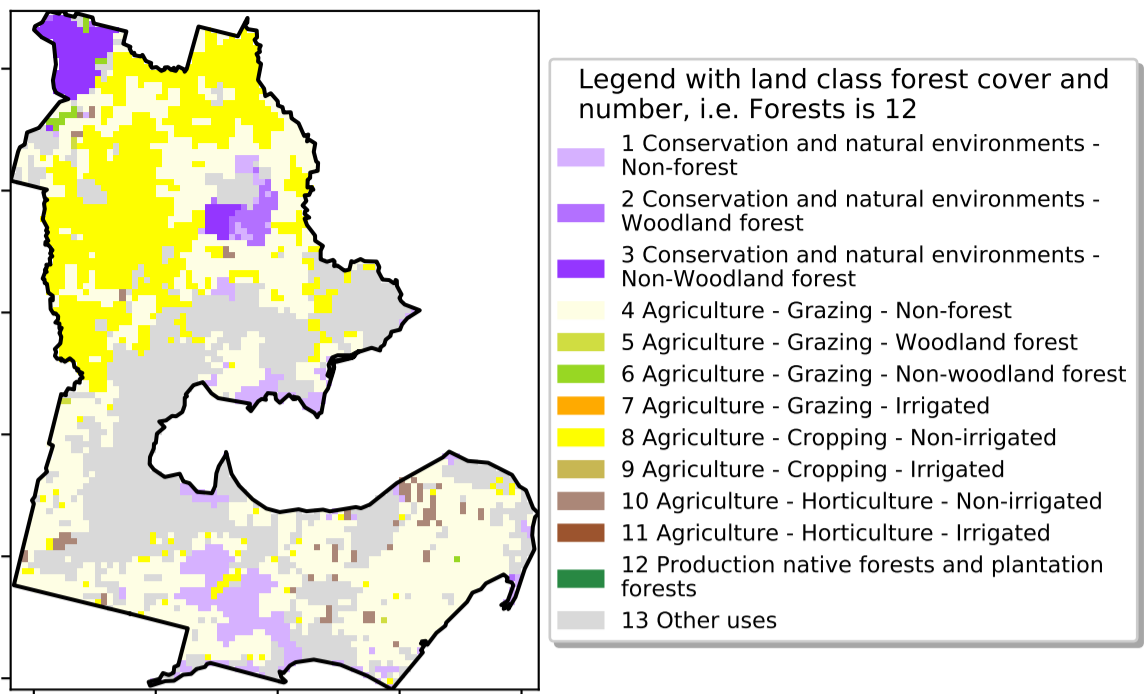 Legend with land class forest cover and
number, i.e. Forests is 12
1 Conservation and natural environments -
Non-forest
2 Conservation and natural environments -
Woodland forest
3 Conservation and natural environments -
Non-Woodland forest
4 Agriculture - Grazing - Non-forest
5 Agriculture - Grazing - Woodland forest
6 Agriculture - Grazing - Non-woodland forest
7 Agriculture - Grazing - Irrigated
8 Agriculture - Cropping - Non-irrigated
9 Agriculture - Cropping - Irrigated
10 Agriculture - Horticulture - Non-irrigated
11 Agriculture - Horticulture - Irrigated
12 Production native forests and plantation
forests
13 Other uses